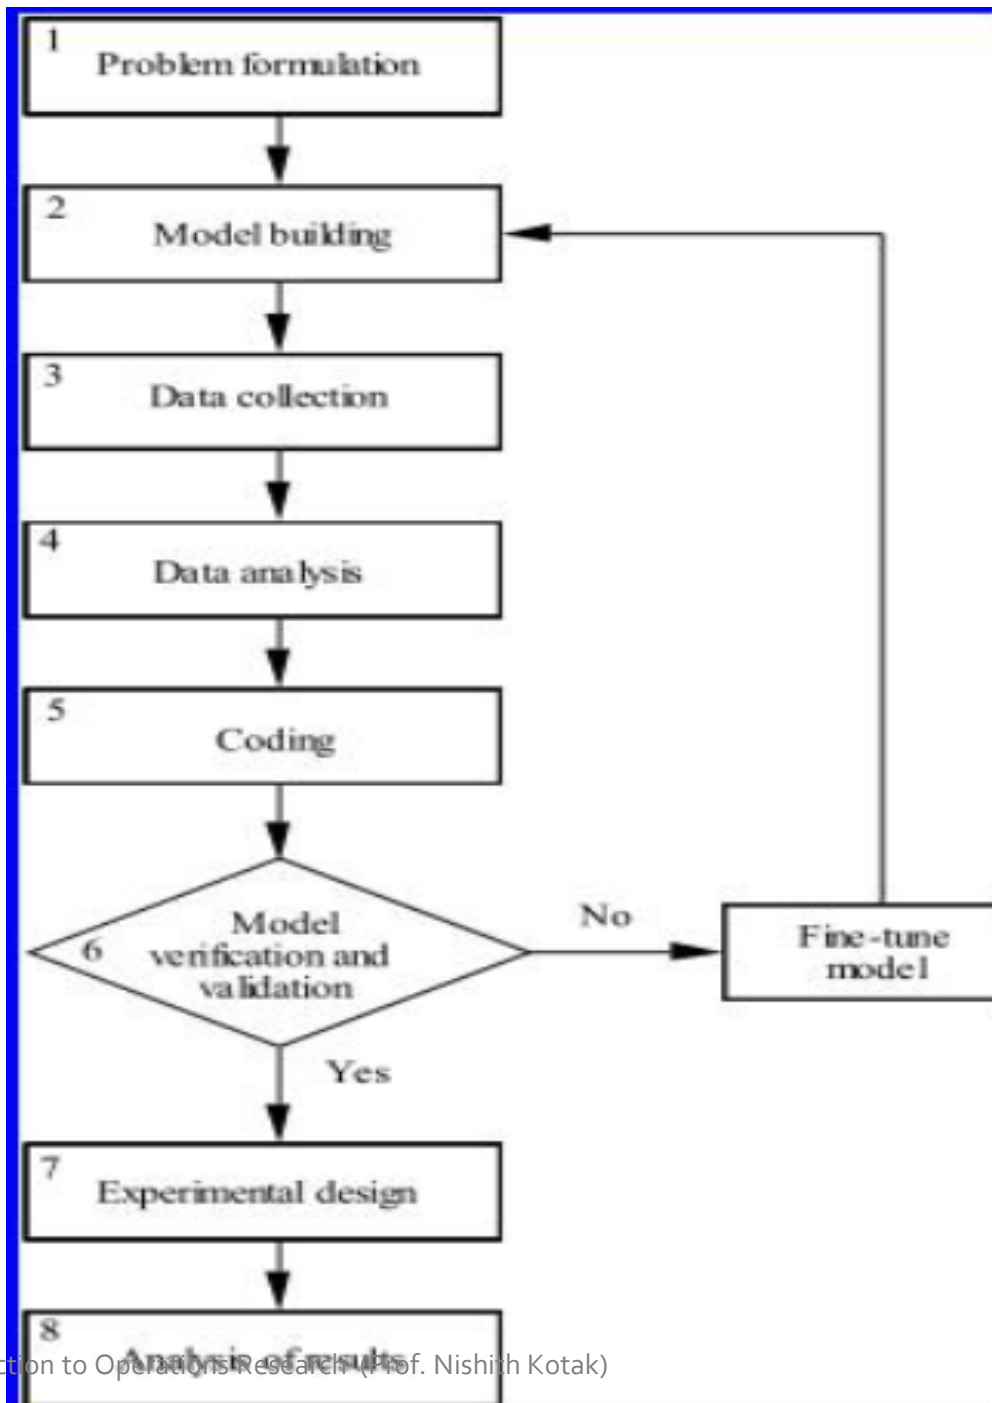 1
Problem formulation
2
Model building
3
Data collection
4
Data analysis
5
Coding
6
Model
verification and
validation
No
Fine-tune
model
Yes
7
Experimental design
8
Analysis of results
ction to Operations Research (Prof. Nishith Kotak)